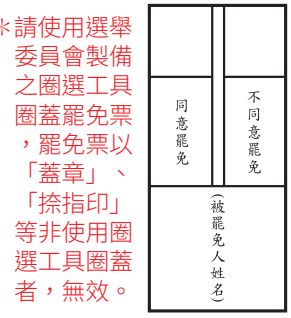 ＊請使用選舉
委員會製備
之圈選工具
圈蓋罷免票
，罷免票以
「蓋章」、
「捺指印」
等非使用圈
選工具圈蓋
者，無效。
同意罷免
不同意罷免
(被罷免人姓名)